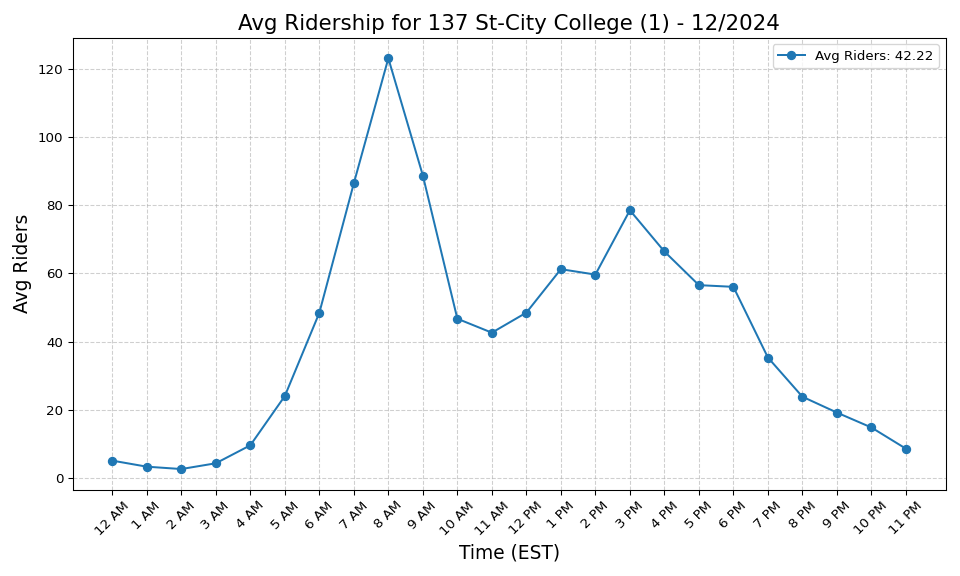 Avg Ridership for 137 St-City College (1) - 12/2024
Avg Riders: 42.22
Avg Riders
120
100
80
60
40
20
0
12 AM
1 AM
2 AM
3 AM
4 AM
5 AM
6 AM
7 AM
8 AM
9 AM
10 AM
11 AM
12 PM
1 PM
2 PM
3 PM
4 PM
5 PM
6 PM
7 PM
8 PM
9 PM
10 PM
11 PM
Time (EST)